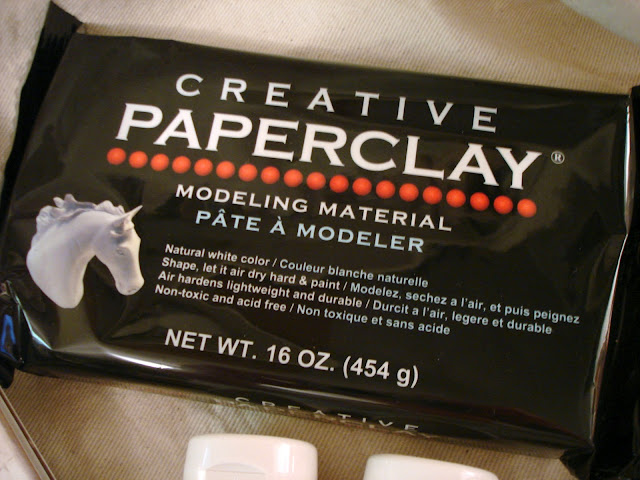 CREATIVE
PAPERCLAY®
MODELING MATERIAL
PÂTE À MODELER
Natural white color / Couleur blanche naturelle
Shape, let it air dry hard & paint / Modelez, sechez a l'air, et puis peignez
Air hardens lightweight and durable / Durcit a l'air, legere et durable
Non-toxic and acid free / Non toxique et sans acide
NET WT. 16 OZ. (454 g)
CREATIVE